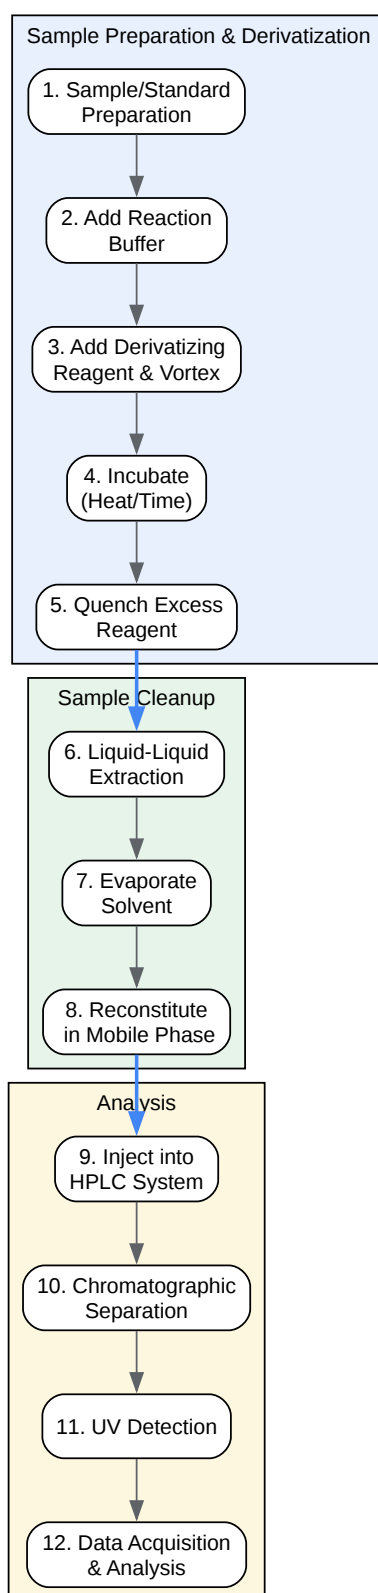 Sample Preparation & Derivatization
1. Sample/Standard
Preparation
2. Add Reaction
Buffer
3. Add Derivatizing
Reagent & Vortex
4. Incubate
(Heat/Time)
5. Quench Excess
Reagent
Sample Cleanup
6. Liquid-Liquid
Extraction
7. Evaporate
Solvent
8. Reconstitute
in Mobile Phase
Analysis
9. Inject into
HPLC System
10. Chromatographic
Separation
11. UV Detection
12. Data Acquisition
& Analysis